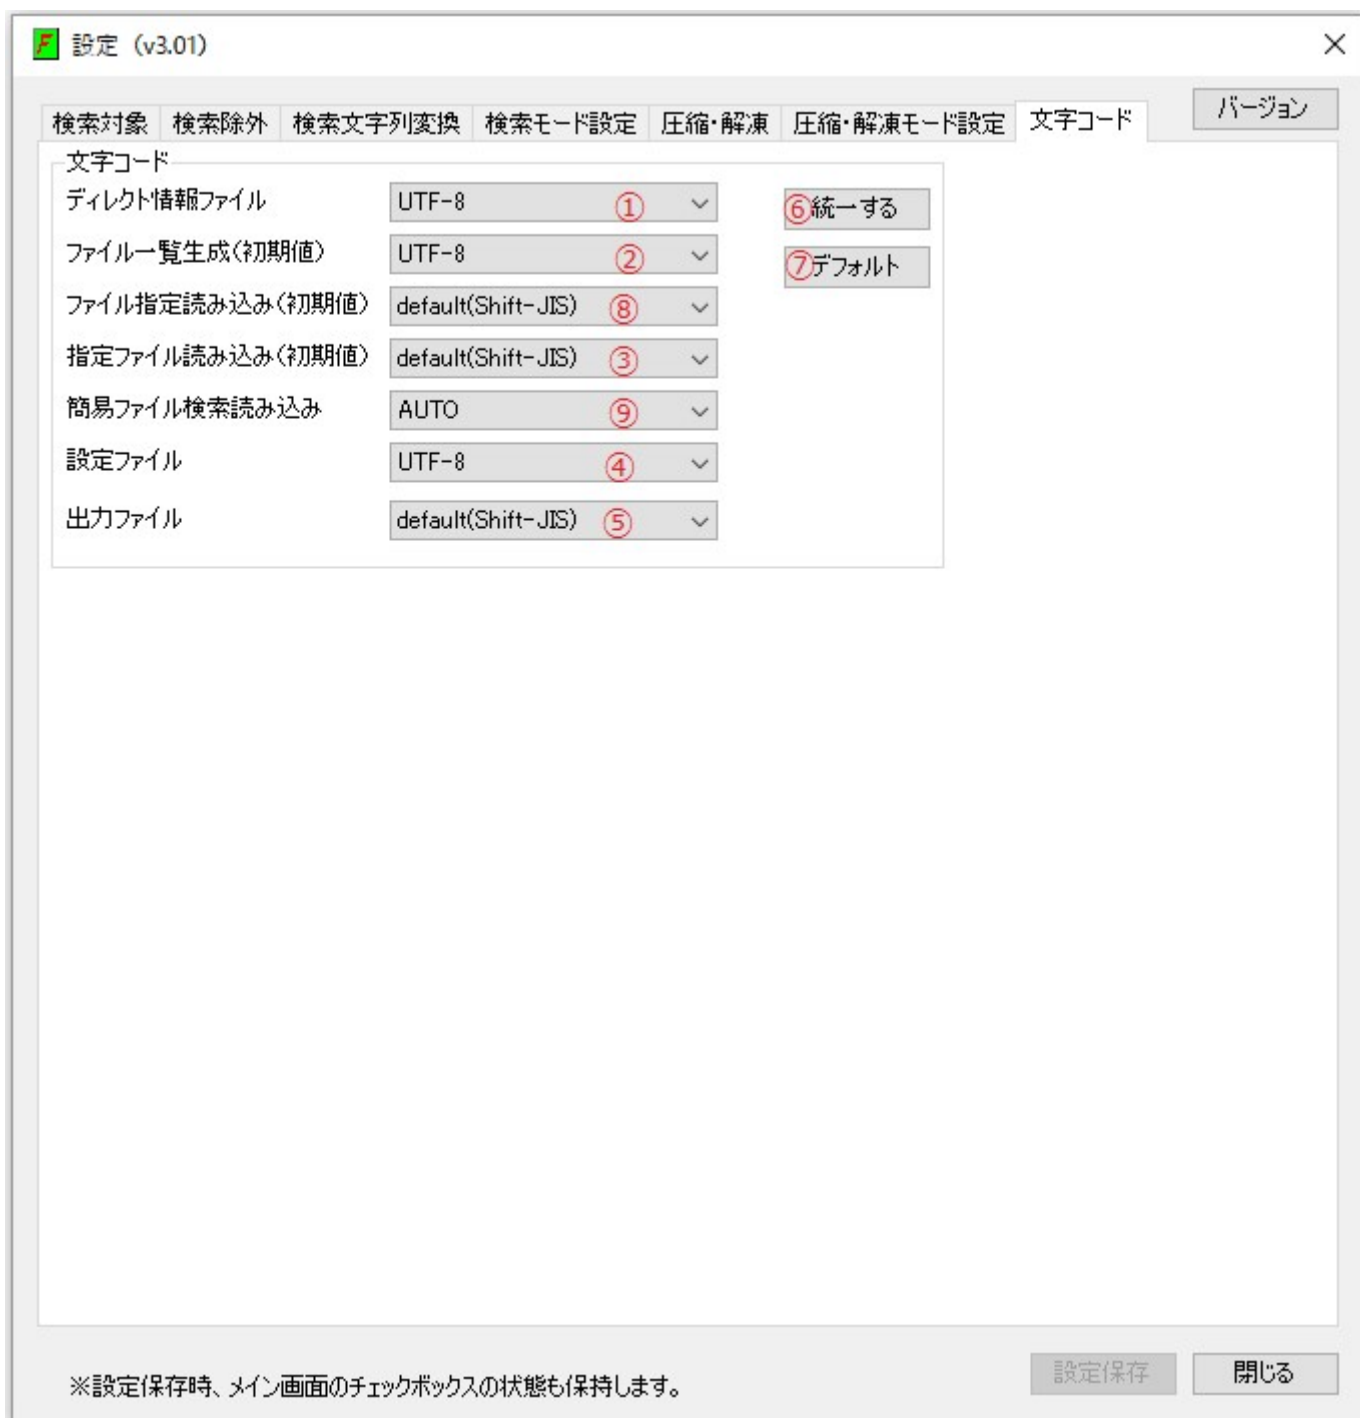 F 設定 (v3.01)
バージョン
検索対象 検索除外 検索文字列変換 検索モード設定 圧縮・解凍 圧縮・解凍モード設定 文字コード
文字コード
ディレクト情報ファイル UTF-8 ① ⑥統一する
ファイル一覧生成(初期値) UTF-8 ② ⑦デフォルト
ファイル指定読み込み(初期値) default(Shift-JIS) ⑧
指定ファイル読み込み(初期値) default(Shift-JIS) ③
簡易ファイル検索読み込み AUTO ⑨
設定ファイル UTF-8 ④
出力ファイル default(Shift-JIS) ⑤
※設定保存時、メイン画面のチェックボックスの状態も保持します。 設定保存 閉じる